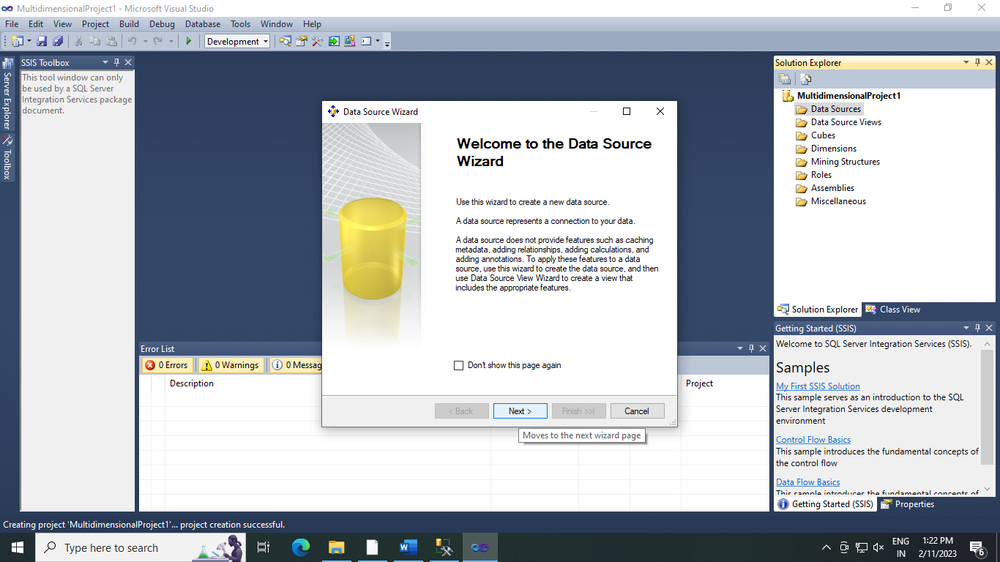 MultidimensionalProject1 - Microsoft Visual Studio
File Edit View Project Build Debug Database Tools Window Help
Development
Server Explorer
Toolbox
SSIS Toolbox
This tool window can only
be used by a SQL Server
Integration Services package
document.
Data Source Wizard
Welcome to the Data Source
Wizard
Use this wizard to create a new data source.
A data source represents a connection to your data.
A data source does not provide features such as caching
metadata, adding relationships, adding calculations, and
adding annotations. To apply these features to a data
source, use this wizard to create the data source, and then
use Data Source View Wizard to create a view that
includes the appropriate features.
Don't show this page again
< Back Next > Finish >>| Cancel
Moves to the next wizard page
Error List
0 Errors 0 Warnings 0 Messag
Description Project
Solution Explorer
MultidimensionalProject1
Data Sources
Data Source Views
Cubes
Dimensions
Mining Structures
Roles
Assemblies
Miscellaneous
Solution Explorer Class View
Getting Started (SSIS)
Welcome to SQL Server Integration Services (SSIS).
Samples
My First SSIS Solution
This sample serves as an introduction to the SQL
Server Integration Services development
environment
Control Flow Basics
This sample introduces the fundamental concepts of
the control flow
Data Flow Basics
This sample introduces the fundamental concepts of
Getting Started (SSIS) Properties
Creating project 'MultidimensionalProject1'... project creation successful.
Type here to search
ENG
IN
1:22 PM
2/11/2023
6